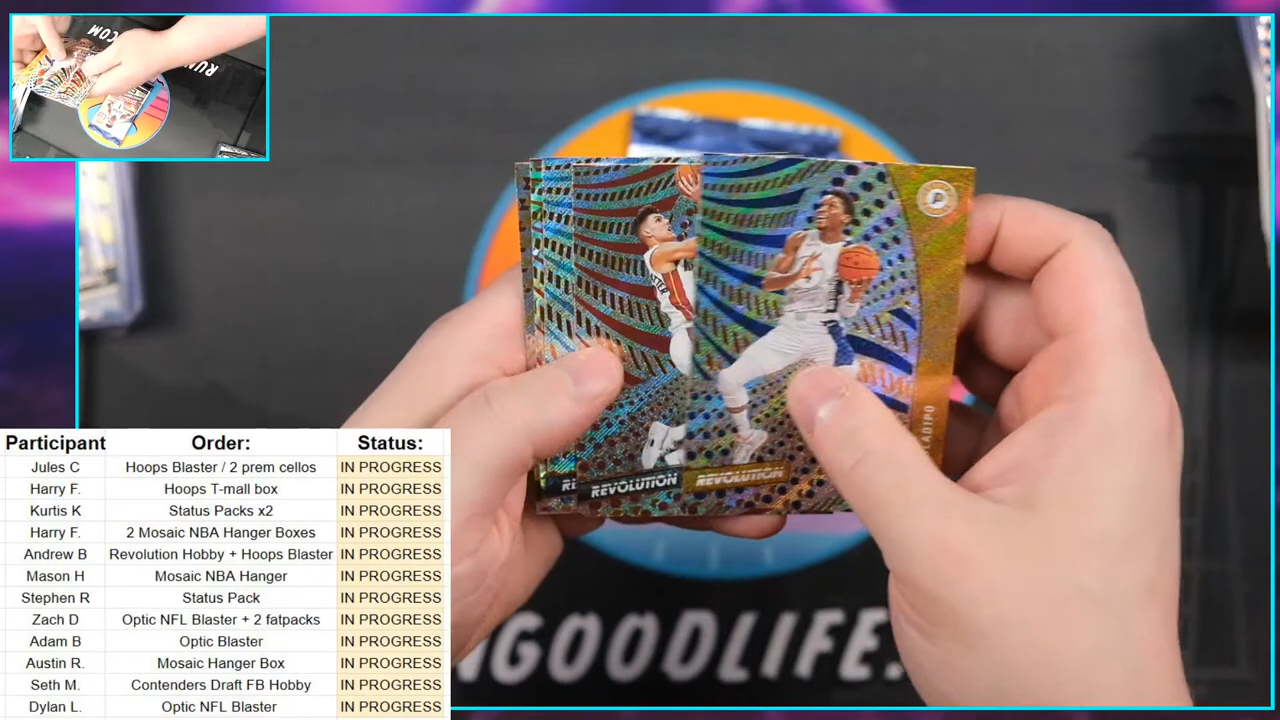 .COM
RUN
P
LADIPO
REVOLUTION
REVOLUTION
NGOODLIFE.
Participant Order: Status:
Jules C Hoops Blaster / 2 prem cellos IN PROGRESS
Harry F. Hoops T-mall box IN PROGRESS
Kurtis K Status Packs x2 IN PROGRESS
Harry F. 2 Mosaic NBA Hanger Boxes IN PROGRESS
Andrew B Revolution Hobby + Hoops Blaster IN PROGRESS
Mason H Mosaic NBA Hanger IN PROGRESS
Stephen R Status Pack IN PROGRESS
Zach D Optic NFL Blaster + 2 fatpacks IN PROGRESS
Adam B Optic Blaster IN PROGRESS
Austin R. Mosaic Hanger Box IN PROGRESS
Seth M. Contenders Draft FB Hobby IN PROGRESS
Dylan L. Optic NFL Blaster IN PROGRESS